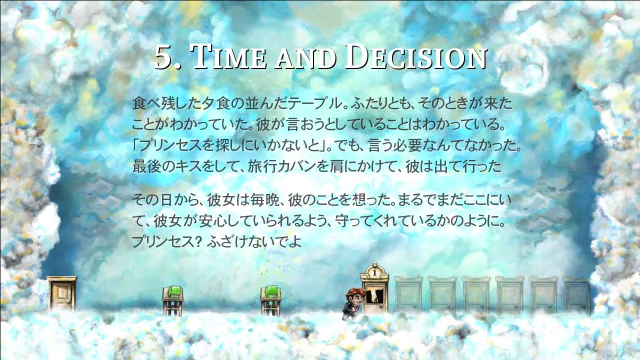 5. Time and Decision
食べ残した夕食の並んだテーブル。ふたりとも、そのときが来た
ことがわかっていた。彼が言おうとしていることはわかっている。
「プリンセスを探しにいかないと」。でも、言う必要なんてなかった。
最後のキスをして、旅行カバンを肩にかけて、彼は出て行った
その日から、彼女は毎晩、彼のことを想った。まるでまだここにい
て、彼女が安心していられるよう、守ってくれているかのように。
プリンセス? ふざけないでよ
1